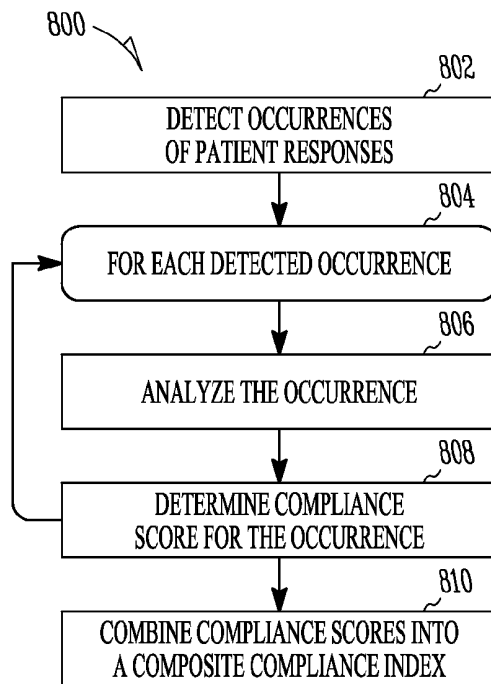 800
802
DETECT OCCURRENCES
OF PATIENT RESPONSES
804
FOR EACH DETECTED OCCURRENCE
806
ANALYZE THE OCCURRENCE
808
DETERMINE COMPLIANCE
SCORE FOR THE OCCURRENCE
810
COMBINE COMPLIANCE SCORES INTO
A COMPOSITE COMPLIANCE INDEX